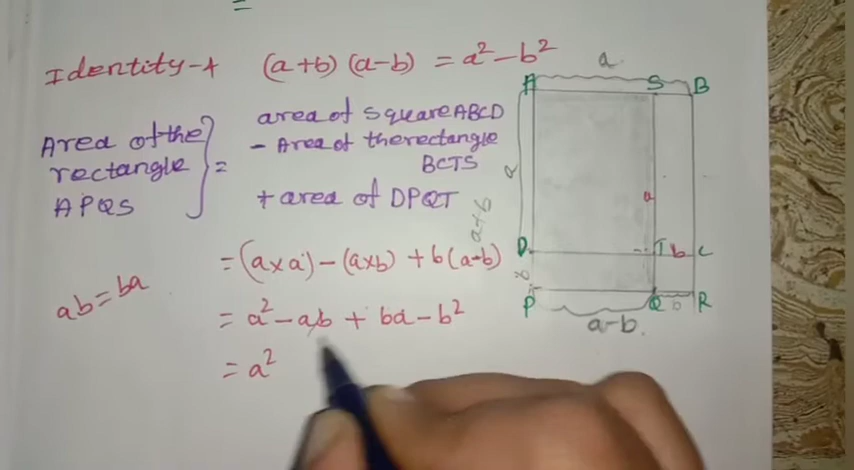 =
Identity-4 (a+b) (a-b) = a² - b²
Area of the rectangle APQS } = area of square ABCD
- Area of the rectangle BCTS
+ area of DPQT
= (a×a) - (a×b) + b(a-b)
ab = ba
= a² - ab + ba - b²
= a²
a
A S B
a
a
a+b
D T b C
b
P Q b R
a-b.